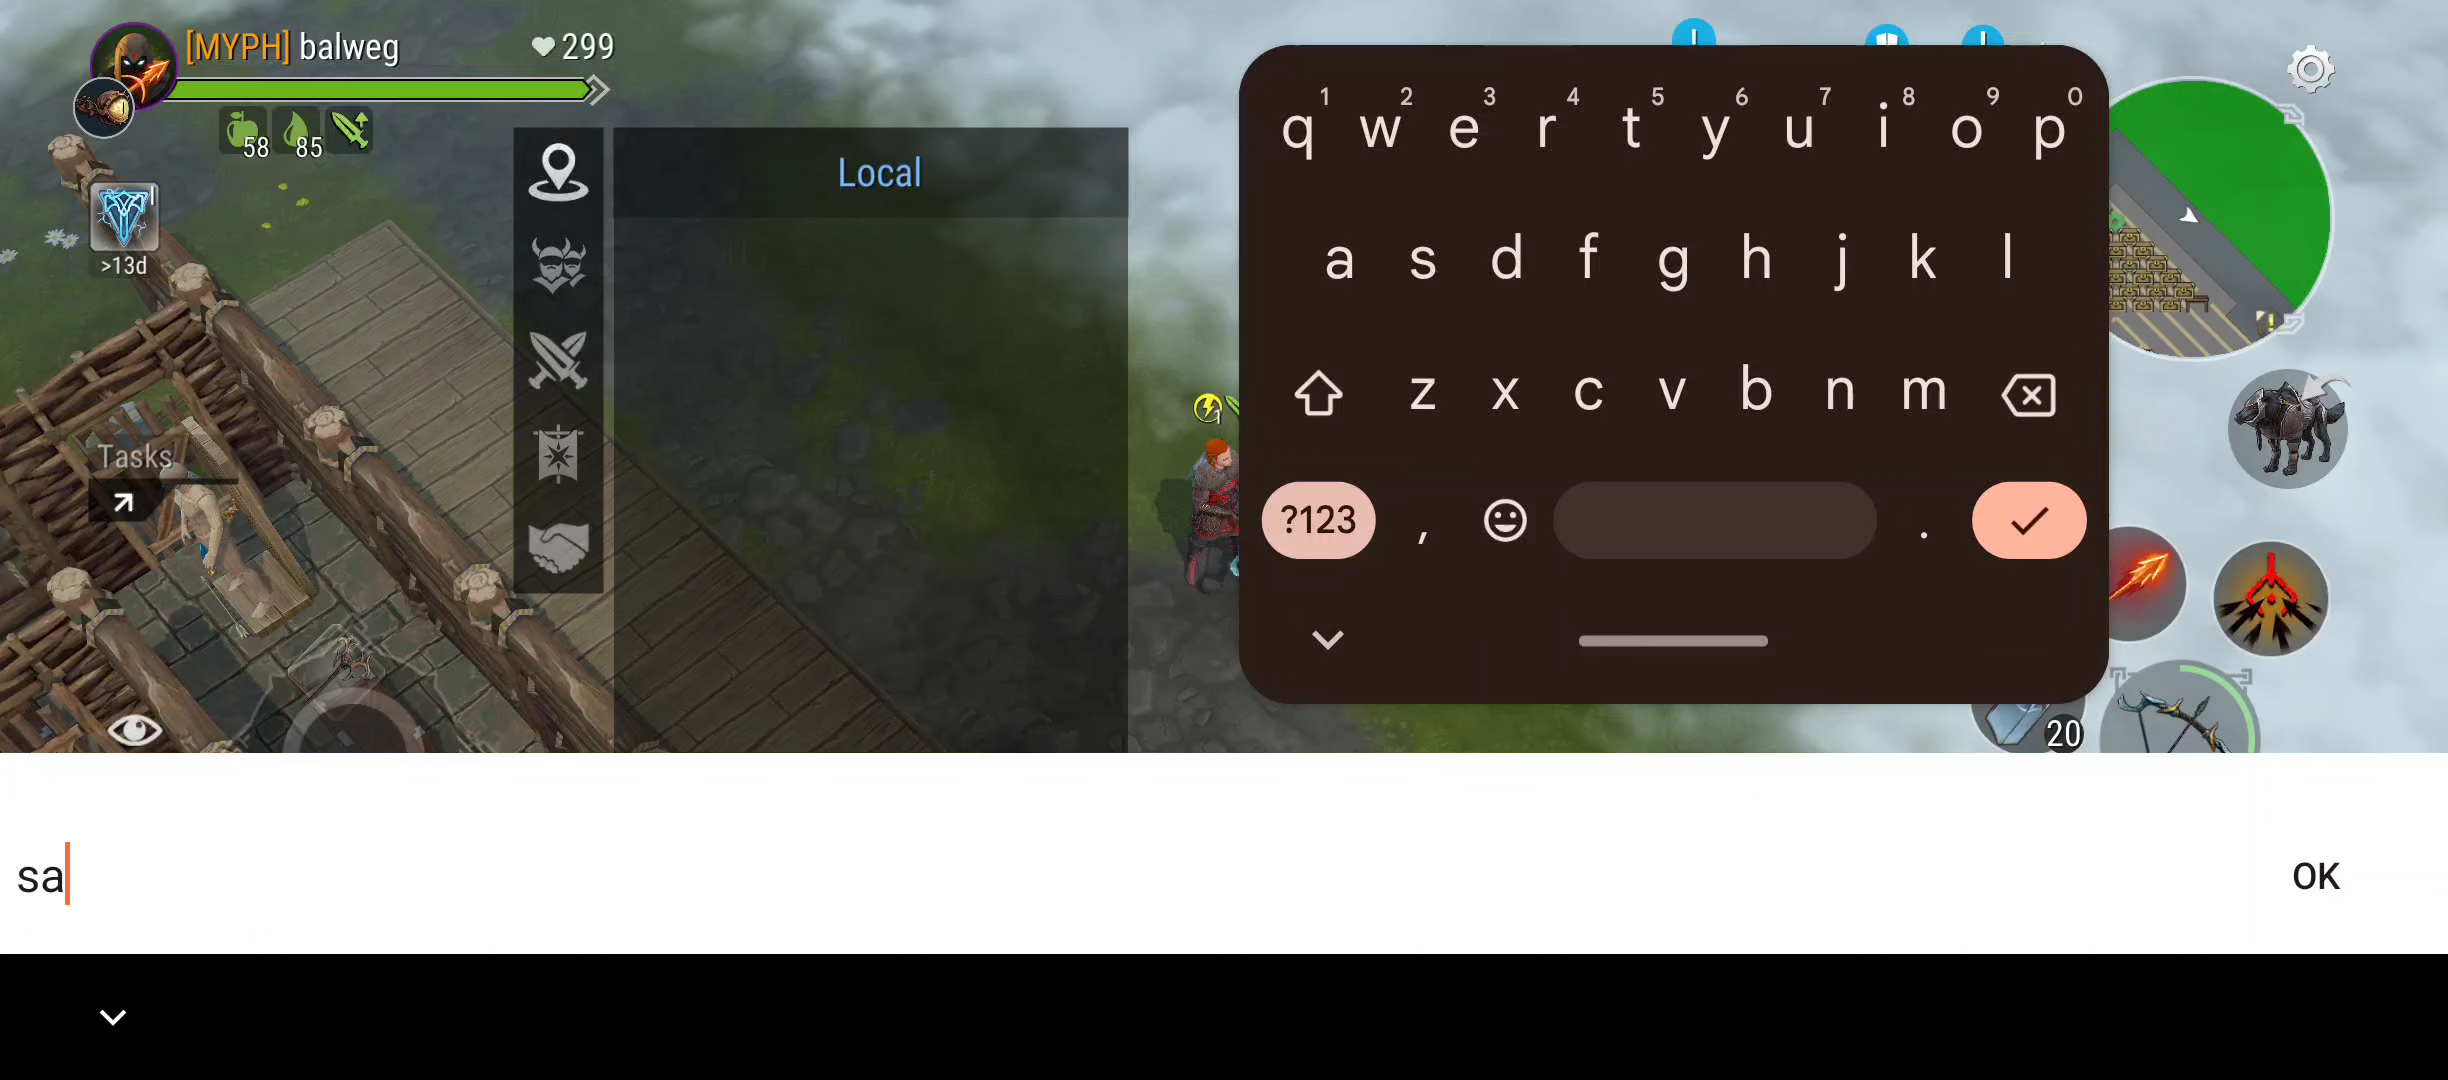 [MYPH] balweg
299
58 85
>13d
Tasks
Local
1 2 3 4 5 6 7 8 9 0
q w e r t y u i o p
a s d f g h j k l
z x c v b n m
?123 , .
1
20
sa
OK